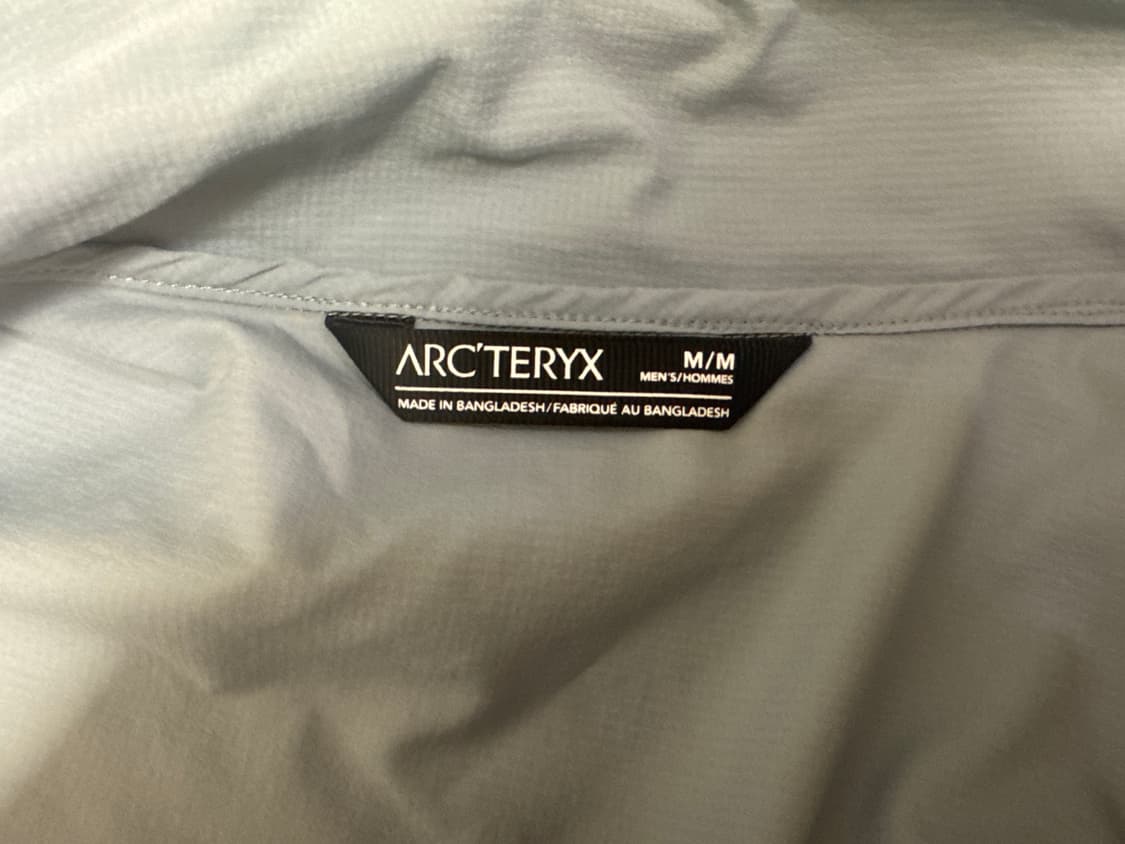 ARC'TERYX
M/M
MEN'S/HOMMES
MADE IN BANGLADESH/FABRIQUÉ AU BANGLADESH